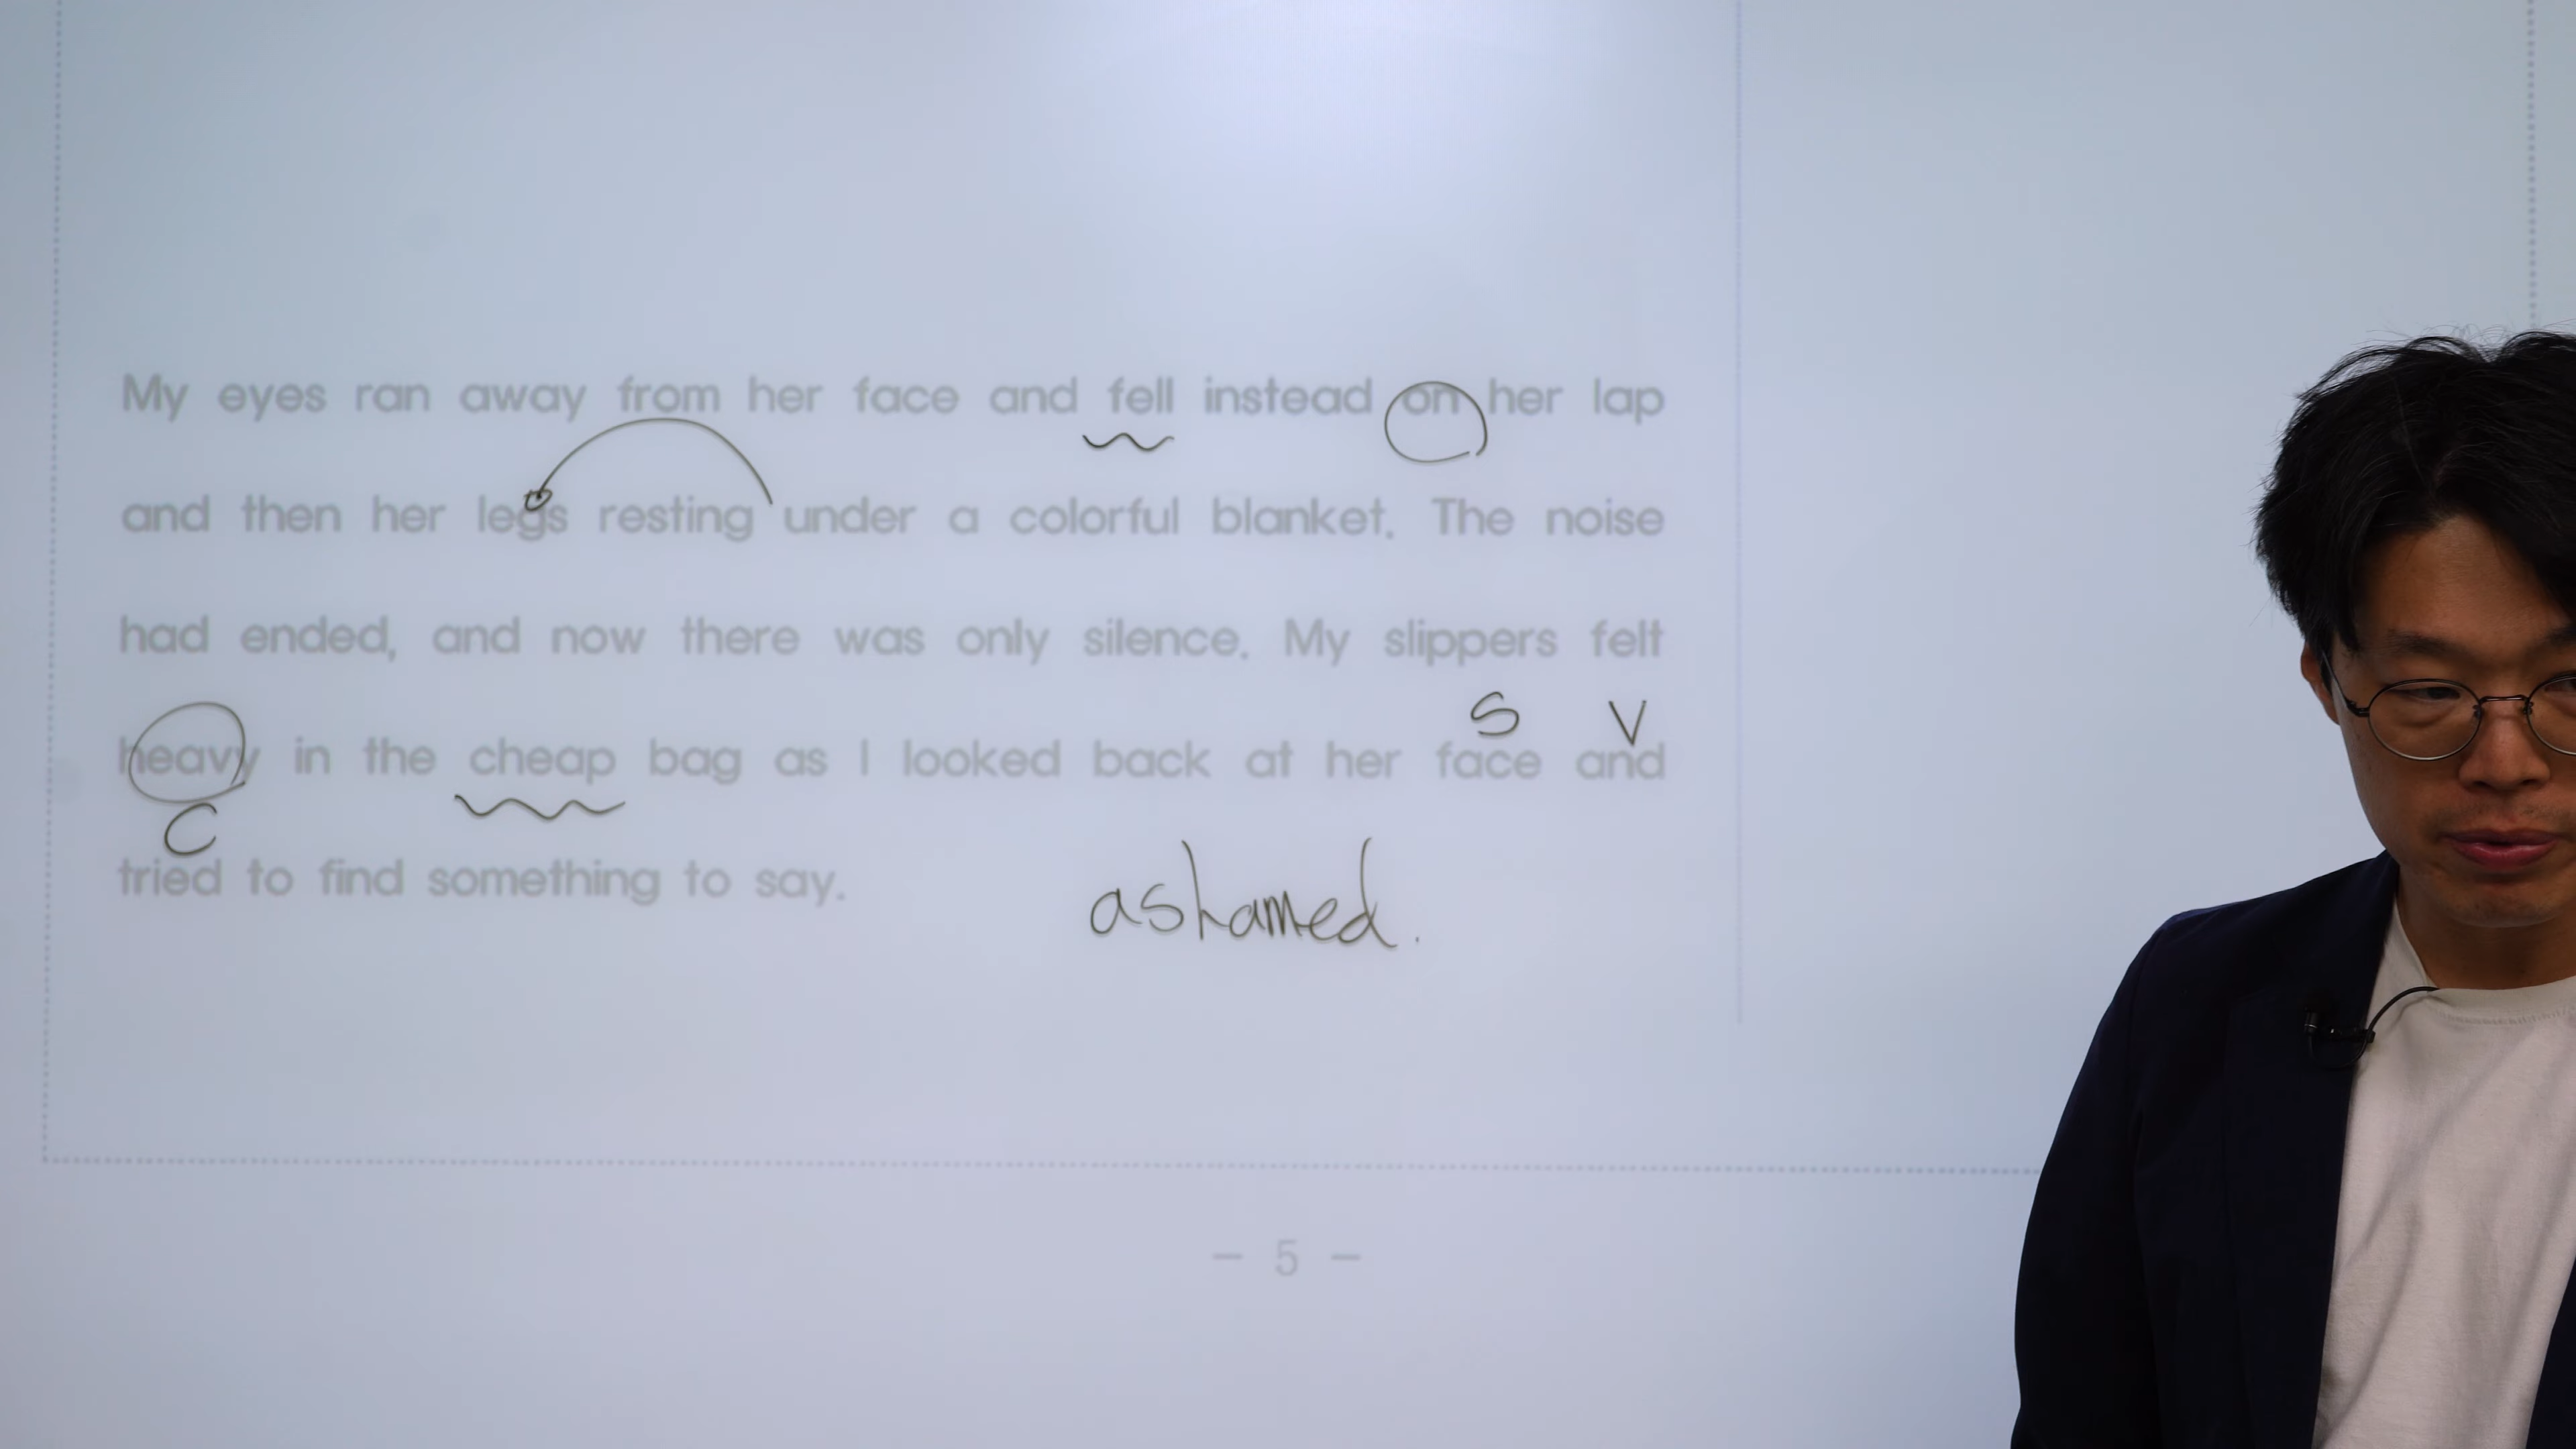 My eyes ran away from her face and fell instead on her lap
and then her legs resting under a colorful blanket. The noise
had ended, and now there was only silence. My slippers felt
S V
heavy in the cheap bag as I looked back at her face and
C
tried to find something to say.
ashamed.
- 5 -